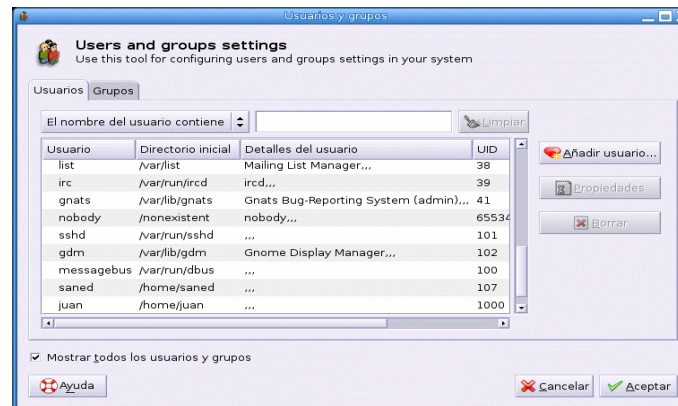 Usuarios y grupos
Users and groups settings
Use this tool for configuring users and groups settings in your system
Usuarios Grupos
El nombre del usuario contiene Limpiar
Usuario Directorio inicial Detalles del usuario UID
list /var/list Mailing List Manager,,, 38
irc /var/run/ircd ircd,,, 39
gnats /var/lib/gnats Gnats Bug-Reporting System (admin),,, 41
nobody /nonexistent nobody,,, 65534
sshd /var/run/sshd ,,, 101
gdm /var/lib/gdm Gnome Display Manager,,, 102
messagebus /var/run/dbus ,,, 100
saned /home/saned ,,, 107
juan /home/juan ,,, 1000
Añadir usuario...
Propiedades
Borrar
Mostrar todos los usuarios y grupos
Ayuda Cancelar Aceptar